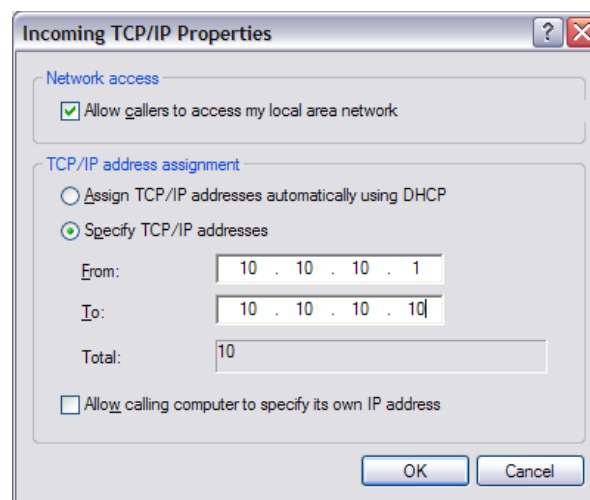 Incoming TCP/IP Properties
Network access
Allow callers to access my local area network
TCP/IP address assignment
Assign TCP/IP addresses automatically using DHCP
Specify TCP/IP addresses
From: 10 . 10 . 10 . 1
To: 10 . 10 . 10 . 10
Total: 10
Allow calling computer to specify its own IP address
OK Cancel